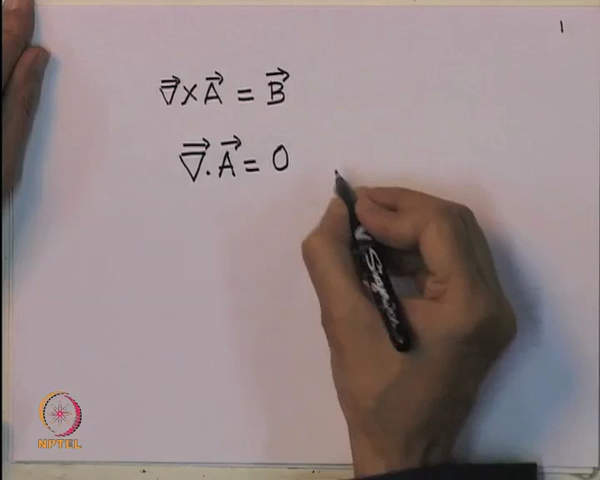 1
∇⃗ × A⃗ = B⃗
∇⃗ . A⃗ = 0
NPTEL